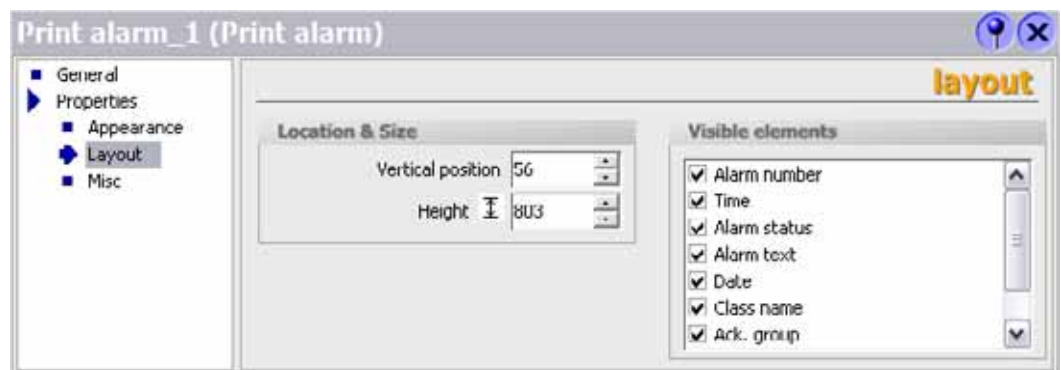 Print alarm_1 (Print alarm)
General
Properties
Appearance
Layout
Misc
layout
Location & Size
Vertical position 56
Height 803
Visible elements
Alarm number
Time
Alarm status
Alarm text
Date
Class name
Ack. group